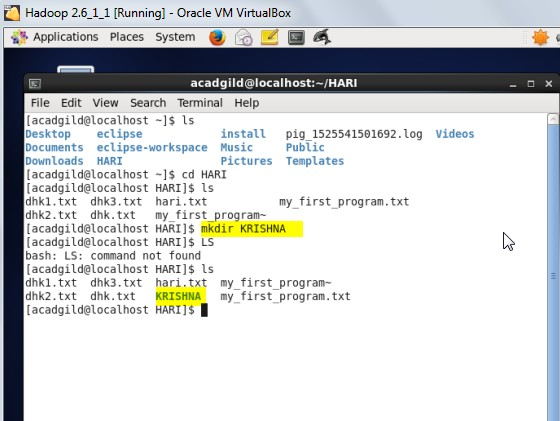 Hadoop 2.6_1_1 [Running] - Oracle VM VirtualBox
Applications Places System
acadgild@localhost:~/HARI
File Edit View Search Terminal Help
[acadgild@localhost ~]$ ls
Desktop eclipse install pig_1525541501692.log Videos
Documents eclipse-workspace Music Public
Downloads HARI Pictures Templates
[acadgild@localhost ~]$ cd HARI
[acadgild@localhost HARI]$ ls
dhk1.txt dhk3.txt hari.txt my_first_program.txt
dhk2.txt dhk.txt my_first_program~
[acadgild@localhost HARI]$ mkdir KRISHNA
[acadgild@localhost HARI]$ LS
bash: LS: command not found
[acadgild@localhost HARI]$ ls
dhk1.txt dhk3.txt hari.txt my_first_program~
dhk2.txt dhk.txt KRISHNA my_first_program.txt
[acadgild@localhost HARI]$